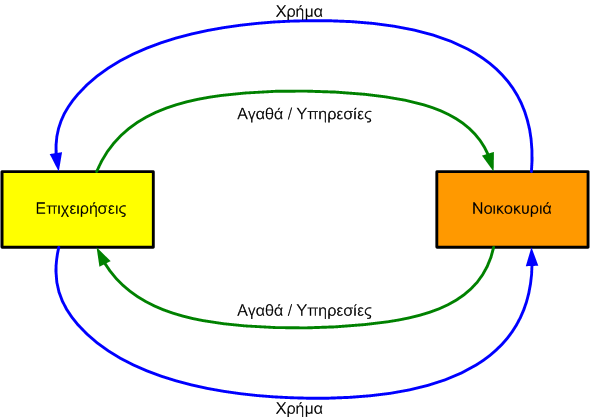 Χρήμα
Αγαθά / Υπηρεσίες
Επιχειρήσεις
Νοικοκυριά
Αγαθά / Υπηρεσίες
Χρήμα